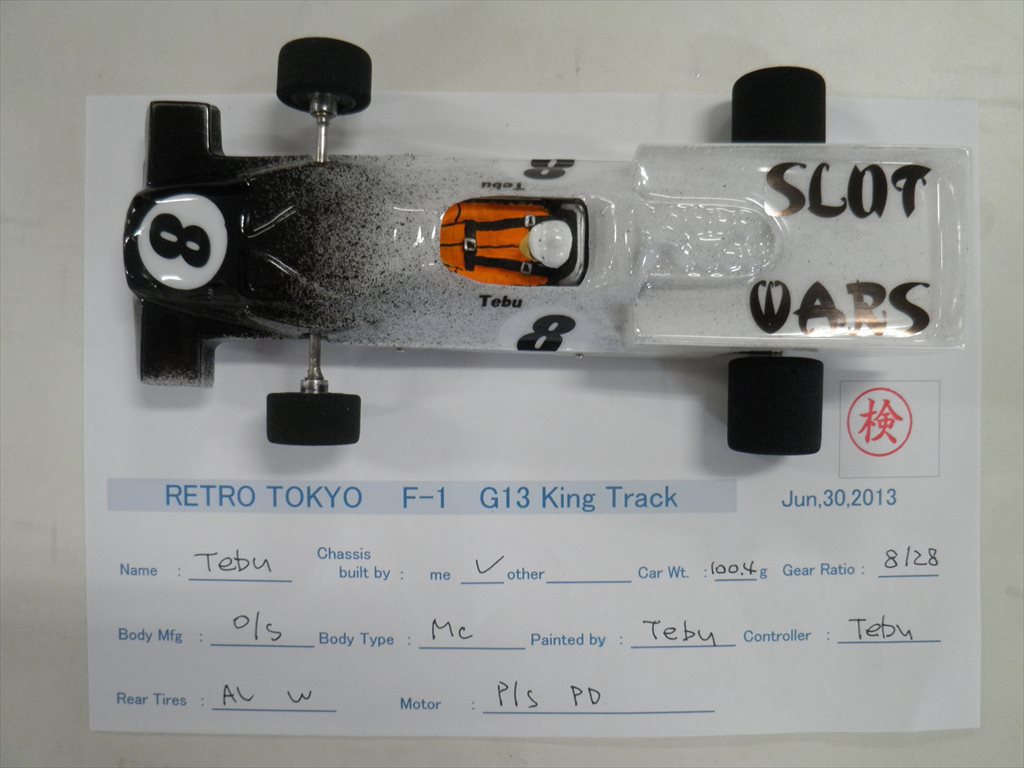 8
8
Tebu
Tebu
8
SLOT
WARS
検
RETRO TOKYO F-1 G13 King Track Jun,30,2013
Name : Tebu Chassis built by : me ✓ other Car Wt. : 100.4 g Gear Ratio : 8/28
Body Mfg : O/S Body Type : Mc Painted by : Tebu Controller : Tebu
Rear Tires : AL W Motor : P/S PD